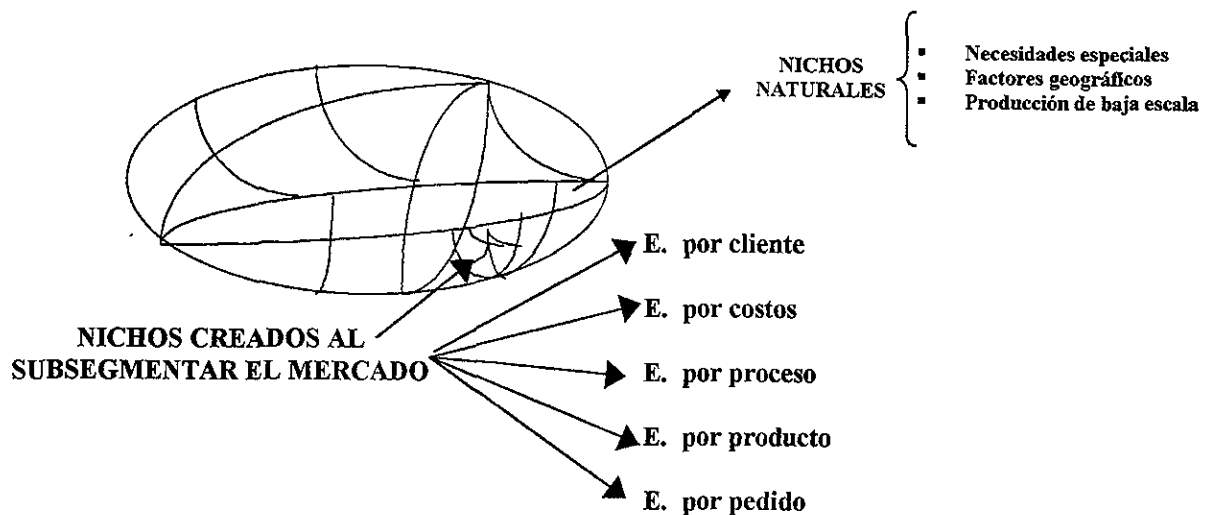 NICHOS
NATURALES
▪ Necesidades especiales
▪ Factores geográficos
▪ Producción de baja escala
NICHOS CREADOS AL
SUBSEGMENTAR EL MERCADO
E. por cliente
E. por costos
E. por proceso
E. por producto
E. por pedido